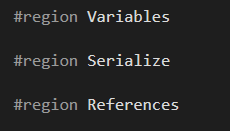 #region Variables
#region Serialize
#region References